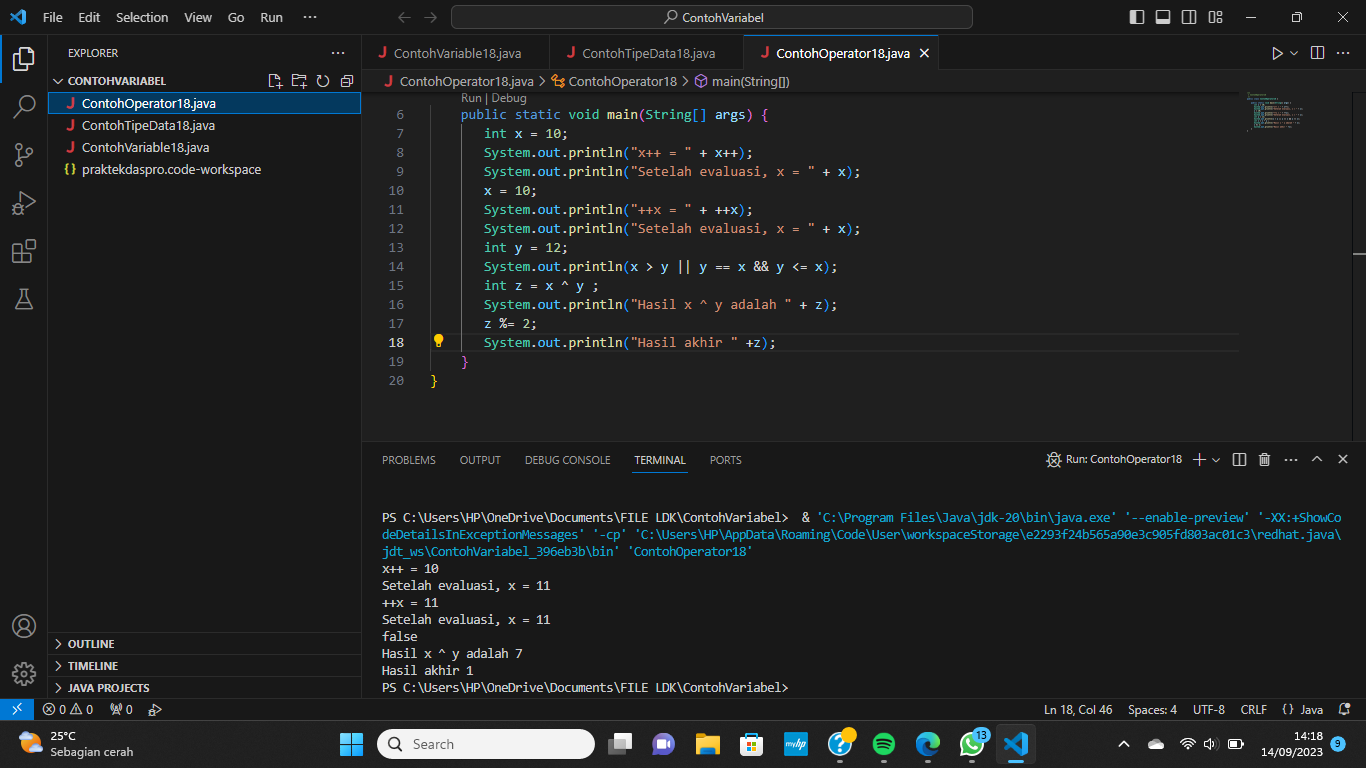 File Edit Selection View Go Run ···
ContohVariabel
EXPLORER ···
CONTOHVARIABEL
J ContohOperator18.java
J ContohTipeData18.java
J ContohVariable18.java
{} praktekdaspro.code-workspace
OUTLINE
TIMELINE
JAVA PROJECTS
J ContohVariable18.java J ContohTipeData18.java J ContohOperator18.java
J ContohOperator18.java > ContohOperator18 > main(String[])
Run | Debug
6 public static void main(String[] args) {
7 int x = 10;
8 System.out.println("x++ = " + x++);
9 System.out.println("Setelah evaluasi, x = " + x);
10 x = 10;
11 System.out.println("++x = " + ++x);
12 System.out.println("Setelah evaluasi, x = " + x);
13 int y = 12;
14 System.out.println(x > y || y == x && y <= x);
15 int z = x ^ y ;
16 System.out.println("Hasil x ^ y adalah " + z);
17 z %= 2;
18 System.out.println("Hasil akhir " +z);
19 }
20 }
PROBLEMS OUTPUT DEBUG CONSOLE TERMINAL PORTS
Run: ContohOperator18
PS C:\Users\HP\OneDrive\Documents\FILE LDK\ContohVariabel> & 'C:\Program Files\Java\jdk-20\bin\java.exe' '--enable-preview' '-XX:+ShowCo
deDetailsInExceptionMessages' '-cp' 'C:\Users\HP\AppData\Roaming\Code\User\workspaceStorage\e2293f24b565a90e3c905fd803ac01c3\redhat.java\
jdt_ws\ContohVariabel_396eb3b\bin' 'ContohOperator18'
x++ = 10
Setelah evaluasi, x = 11
++x = 11
Setelah evaluasi, x = 11
false
Hasil x ^ y adalah 7
Hasil akhir 1
PS C:\Users\HP\OneDrive\Documents\FILE LDK\ContohVariabel>
0 0 0
Ln 18, Col 46 Spaces: 4 UTF-8 CRLF {} Java
25°C
Sebagian cerah
Search
myhp
13
14:18
14/09/2023
9